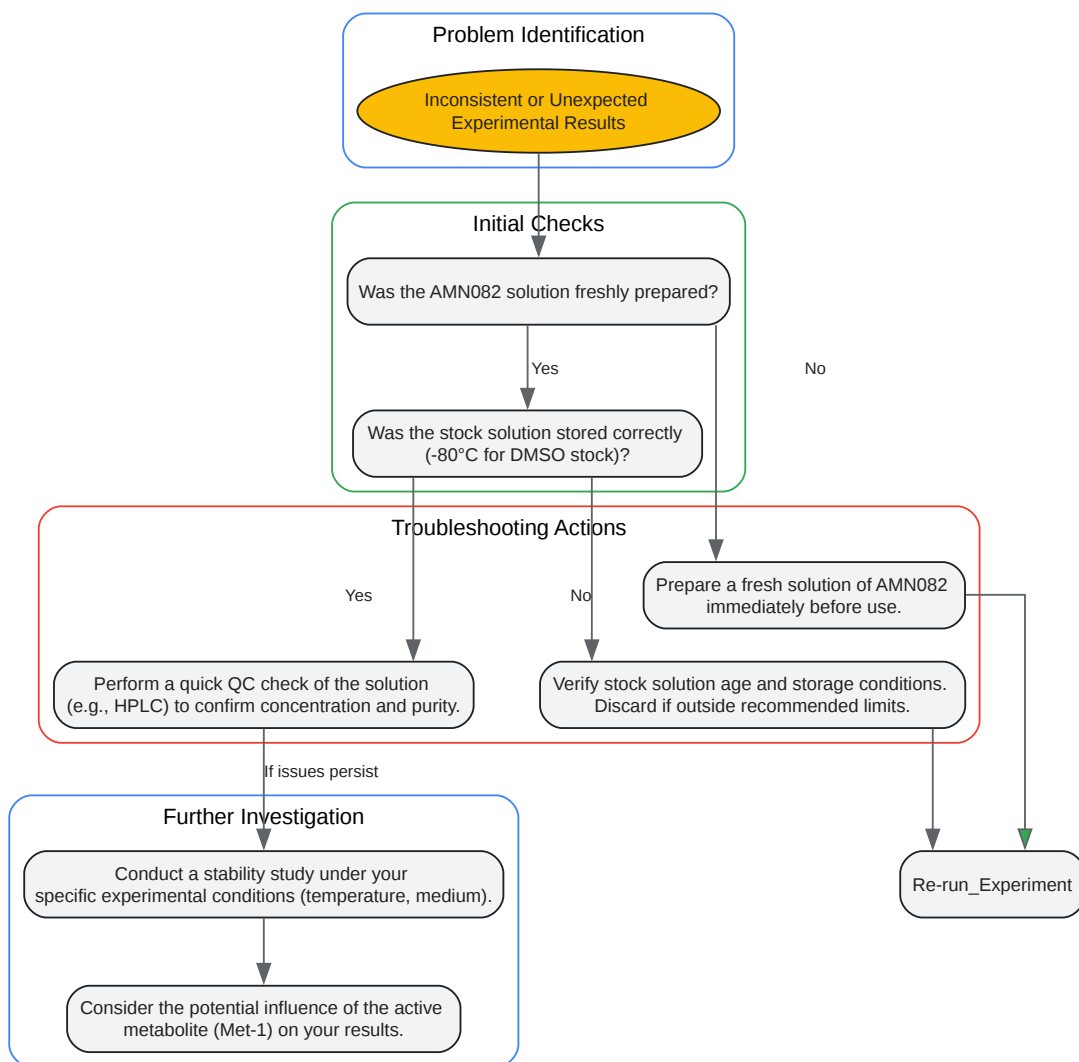 Problem Identification
Inconsistent or Unexpected
Experimental Results
Initial Checks
Was the AMN082 solution freshly prepared?
Yes
No
Was the stock solution stored correctly
(-80°C for DMSO stock)?
Troubleshooting Actions
Yes
No
Prepare a fresh solution of AMN082
immediately before use.
Perform a quick QC check of the solution
(e.g., HPLC) to confirm concentration and purity.
Verify stock solution age and storage conditions.
Discard if outside recommended limits.
If issues persist
Further Investigation
Conduct a stability study under your
specific experimental conditions (temperature, medium).
Re-run_Experiment
Consider the potential influence of the active
metabolite (Met-1) on your results.